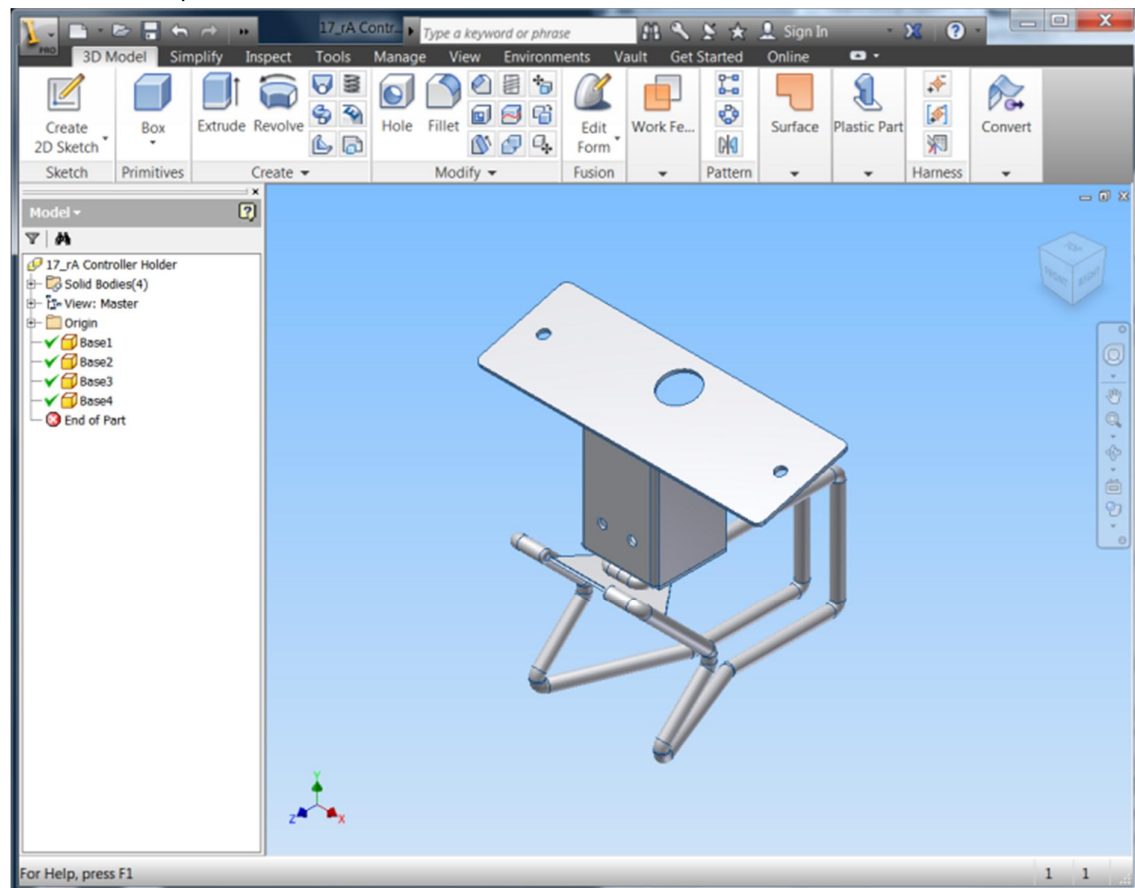 PRO
17_rA Contr...
Type a keyword or phrase
Sign In
3D Model Simplify Inspect Tools Manage View Environments Vault Get Started Online
Create
2D Sketch
Box
Extrude Revolve
Hole Fillet
Edit
Form
Work Fe...
Surface
Plastic Part
Convert
Sketch Primitives Create Modify Fusion Pattern Harness
Model
17_rA Controller Holder
Solid Bodies(4)
View: Master
Origin
Base1
Base2
Base3
Base4
End of Part
FRONT RIGHT
Y
Z X
For Help, press F1
1 1